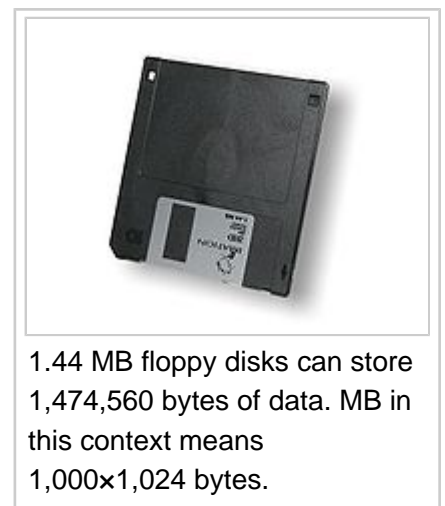 1.44 MB floppy disks can store
1,474,560 bytes of data. MB in
this context means
1,000×1,024 bytes.